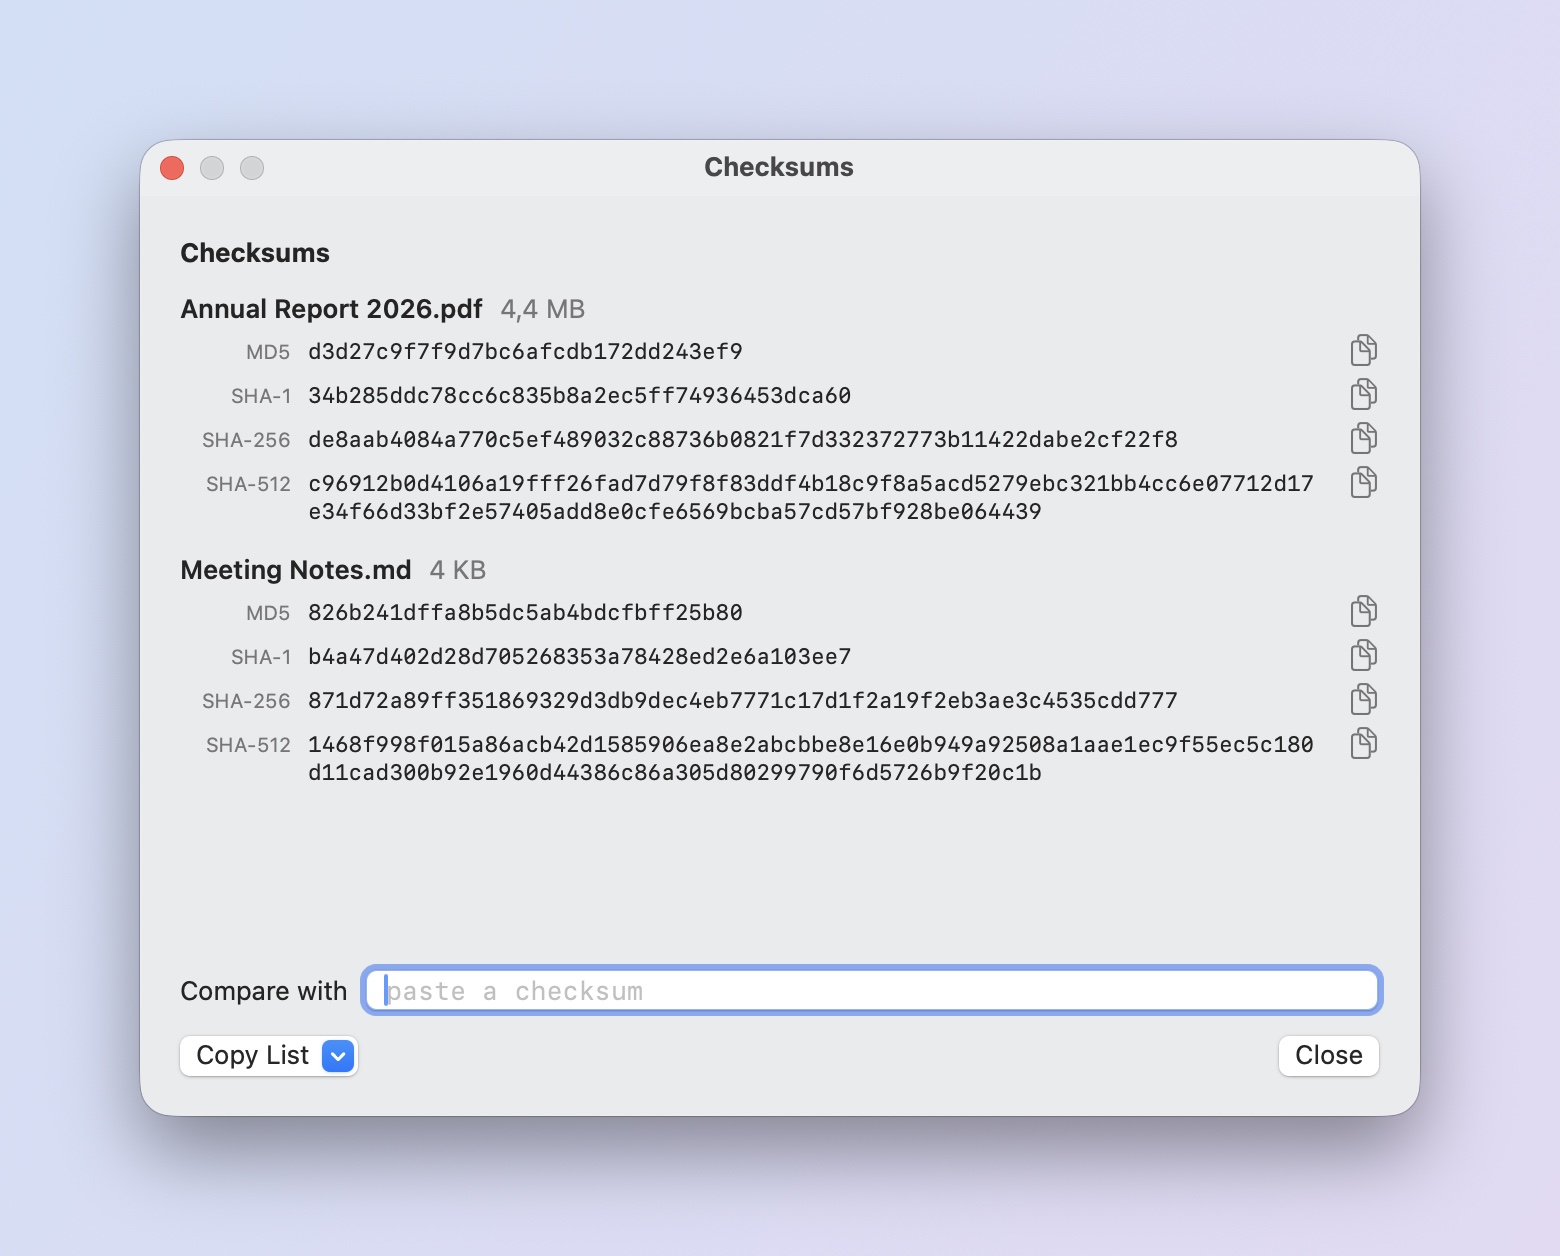 Checksums
Checksums
Annual Report 2026.pdf 4,4 MB
MD5 d3d27c9f7f9d7bc6afcdb172dd243ef9
SHA-1 34b285ddc78cc6c835b8a2ec5ff74936453dca60
SHA-256 de8aab4084a770c5ef489032c88736b0821f7d332372773b11422dabe2cf22f8
SHA-512 c96912b0d4106a19fff26fad7d79f8f83ddf4b18c9f8a5acd5279ebc321bb4cc6e07712d17
e34f66d33bf2e57405add8e0cfe6569bcba57cd57bf928be064439
Meeting Notes.md 4 KB
MD5 826b241dffa8b5dc5ab4bdcfbff25b80
SHA-1 b4a47d402d28d705268353a78428ed2e6a103ee7
SHA-256 871d72a89ff351869329d3db9dec4eb7771c17d1f2a19f2eb3ae3c4535cdd777
SHA-512 1468f998f015a86acb42d1585906ea8e2abcbbe8e16e0b949a92508a1aae1ec9f55ec5c180
d11cad300b92e1960d44386c86a305d80299790f6d5726b9f20c1b
Compare with paste a checksum
Copy List Close